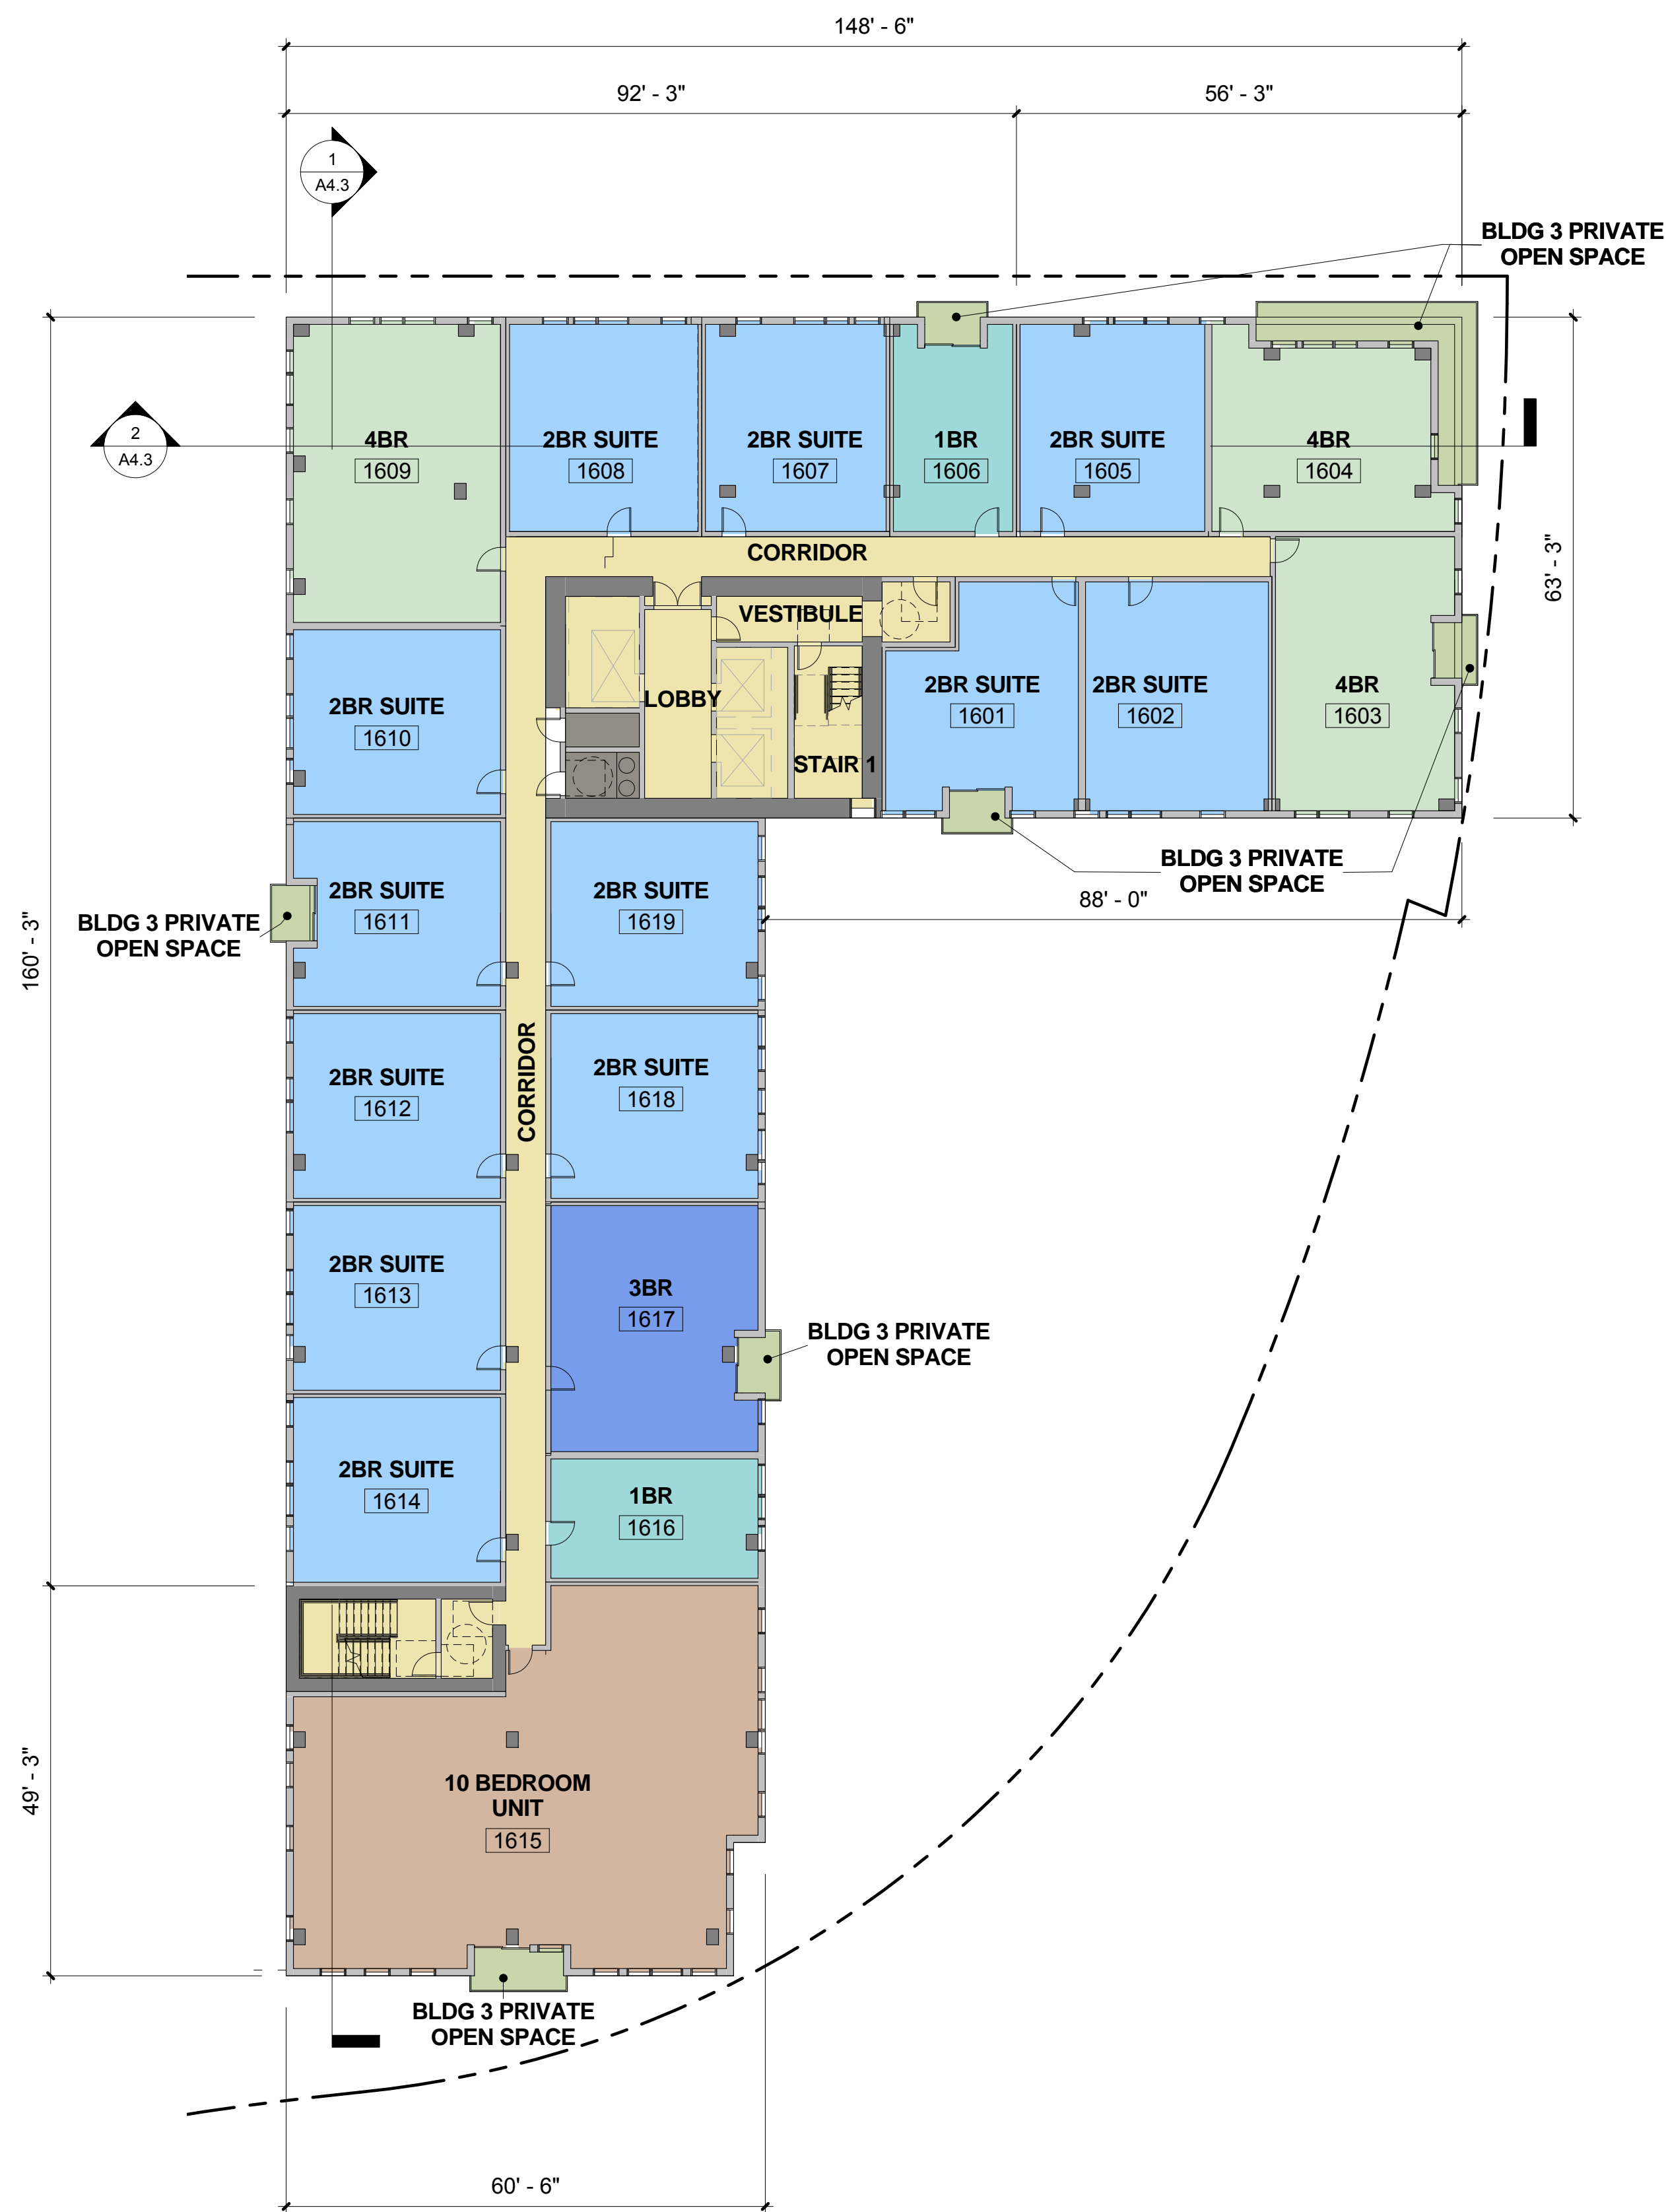 148' - 6"
92' - 3"
56' - 3"
1
A4.3
BLDG 3 PRIVATE
OPEN SPACE
2
A4.3
4BR
1609
2BR SUITE
1608
2BR SUITE
1607
1BR
1606
2BR SUITE
1605
4BR
1604
CORRIDOR
63' - 3"
VESTIBULE
LOBBY
STAIR 1
2BR SUITE
1610
2BR SUITE
1601
2BR SUITE
1602
4BR
1603
BLDG 3 PRIVATE
OPEN SPACE
88' - 0"
160' - 3"
BLDG 3 PRIVATE
OPEN SPACE
2BR SUITE
1611
2BR SUITE
1619
CORRIDOR
2BR SUITE
1612
2BR SUITE
1618
2BR SUITE
1613
3BR
1617
BLDG 3 PRIVATE
OPEN SPACE
2BR SUITE
1614
1BR
1616
49' - 3"
10 BEDROOM
UNIT
1615
BLDG 3 PRIVATE
OPEN SPACE
60' - 6"